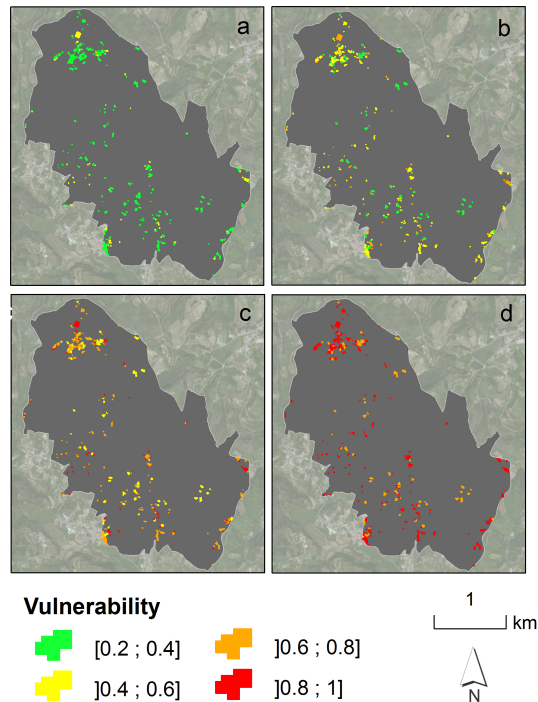 a
b
c
d
Vulnerability
[0.2 ; 0.4]
]0.6 ; 0.8]
]0.4 ; 0.6]
]0.8 ; 1]
1
km
N